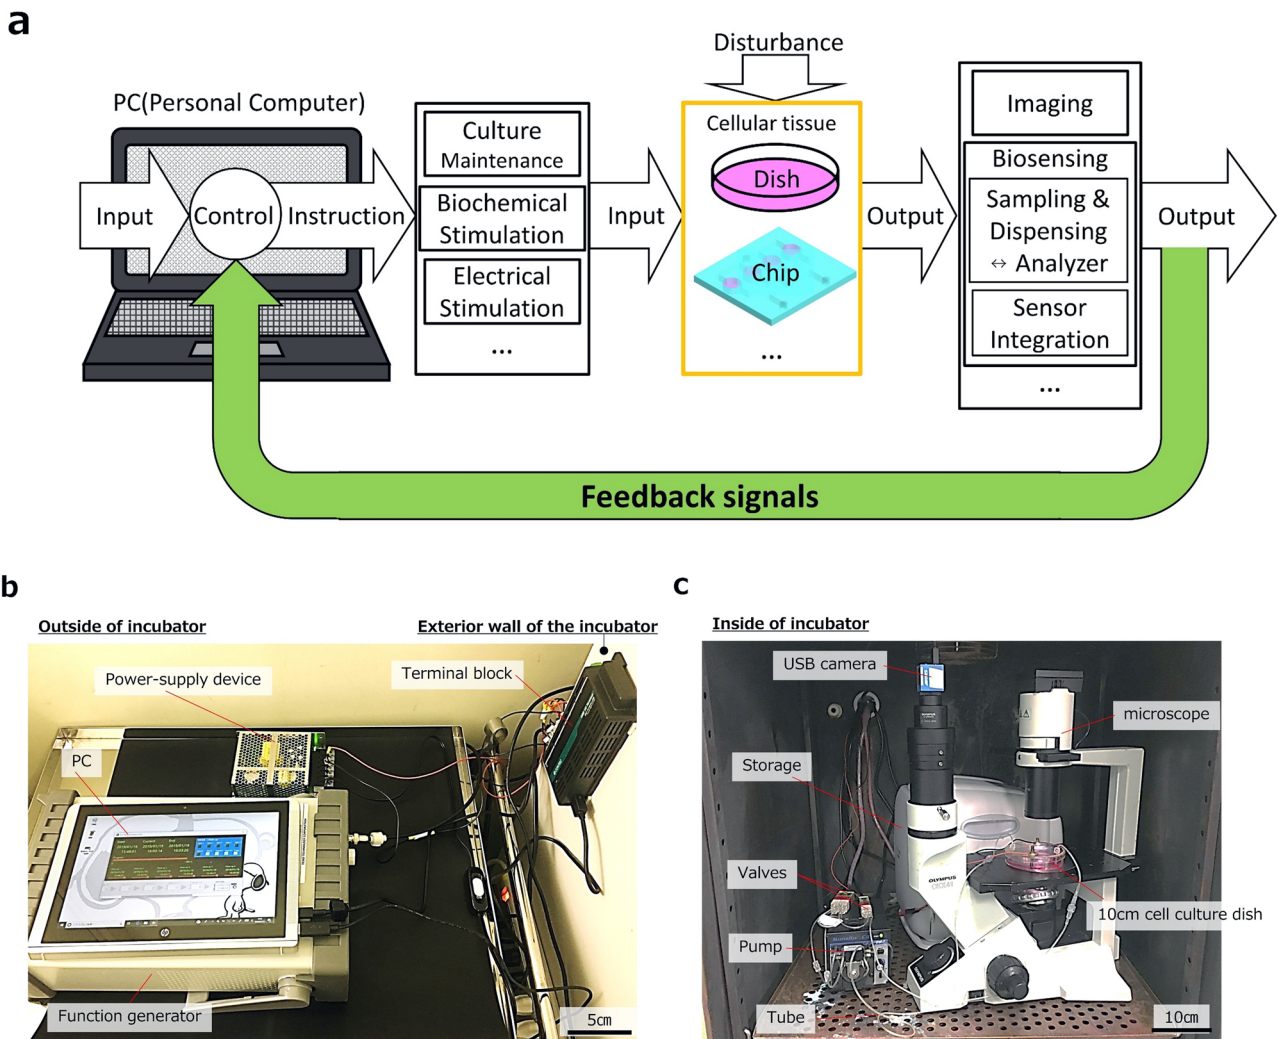 a
Disturbance
PC(Personal Computer)
Input
Control
Instruction
Culture
Maintenance
Biochemical
Stimulation
Electrical
Stimulation
...
Input
Cellular tissue
Dish
Chip
...
Output
Imaging
Biosensing
Sampling &
Dispensing
↔ Analyzer
Sensor
Integration
...
Output
Feedback signals
b
Outside of incubator
Exterior wall of the incubator
Power-supply device
Terminal block
PC
Function generator
5cm
c
Inside of incubator
USB camera
microscope
Storage
Valves
OLYMPUS
10cm cell culture dish
Pump
Tube
10cm